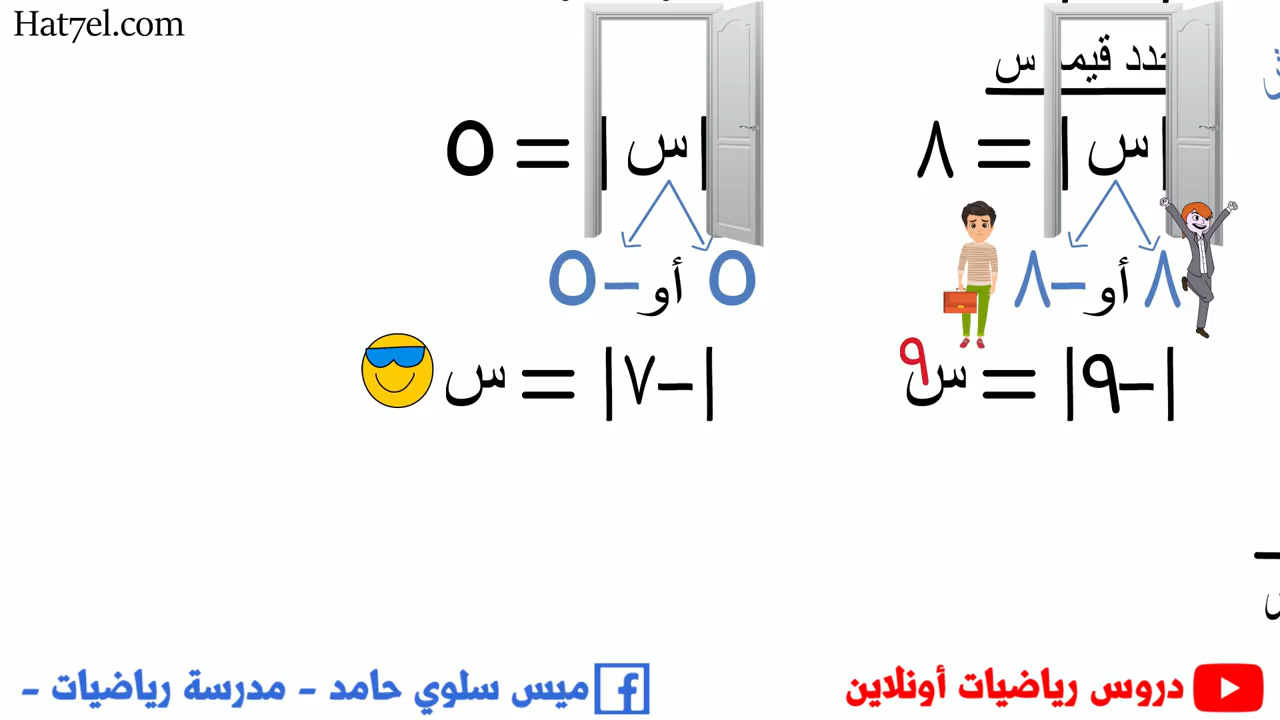 Hat7el.com
حدد قيمة س
|س| = ٨
|س| = ٥
٨ أو -٨
٥ أو -٥
|-٩| = س ٩
|-٧| = س
دروس رياضيات أونلاين
ميس سلوي حامد - مدرسة رياضيات -